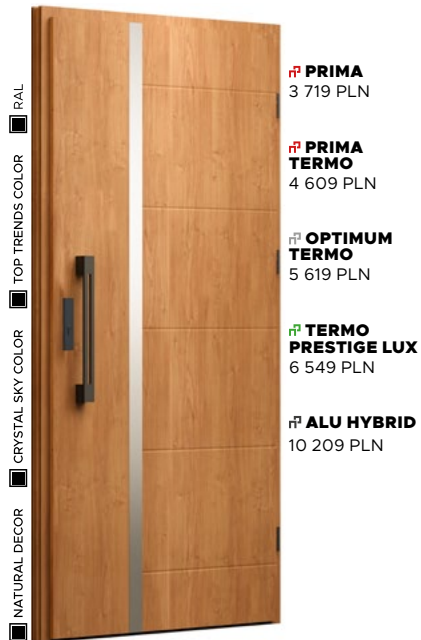 RAL
TOP TRENDS COLOR
CRYSTAL SKY COLOR
NATURAL DECOR
PRIMA
3 719 PLN
PRIMA
TERMO
4 609 PLN
OPTIMUM
TERMO
5 619 PLN
TERMO
PRESTIGE LUX
6 549 PLN
ALU HYBRID
10 209 PLN